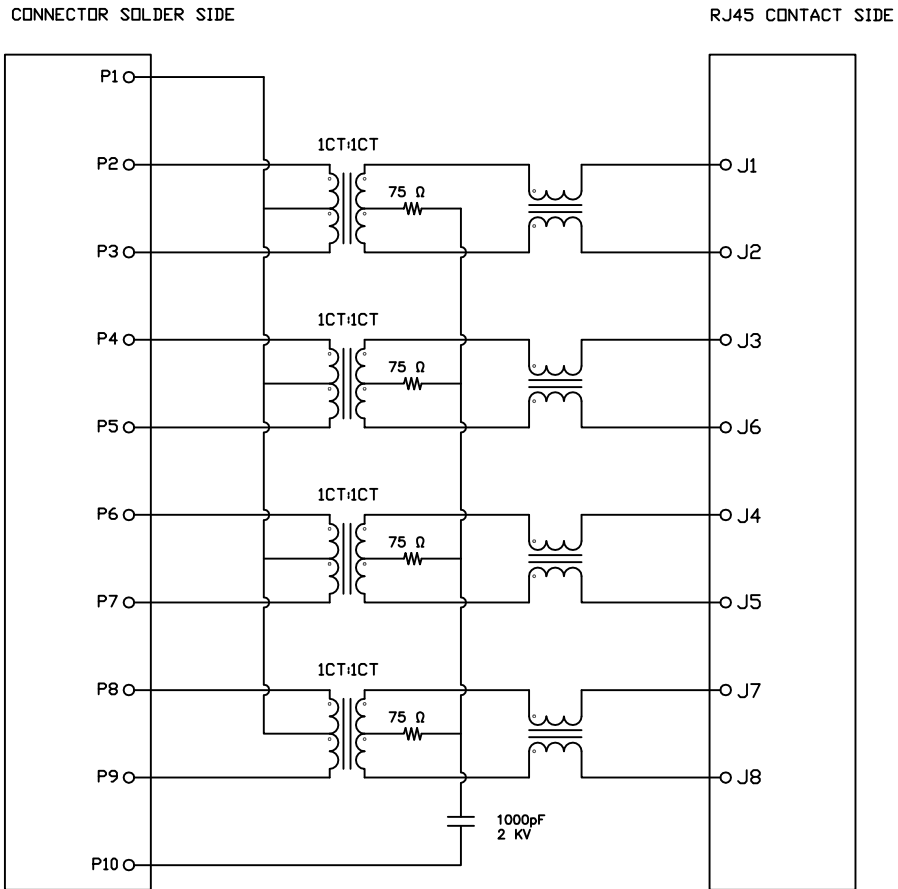 CONNECTOR SOLDER SIDE
RJ45 CONTACT SIDE
P1
1CT:1CT
P2
J1
75 Ω
P3
J2
1CT:1CT
P4
J3
75 Ω
P5
J6
1CT:1CT
P6
J4
75 Ω
P7
J5
1CT:1CT
P8
J7
75 Ω
P9
J8
1000pF
2 KV
P10